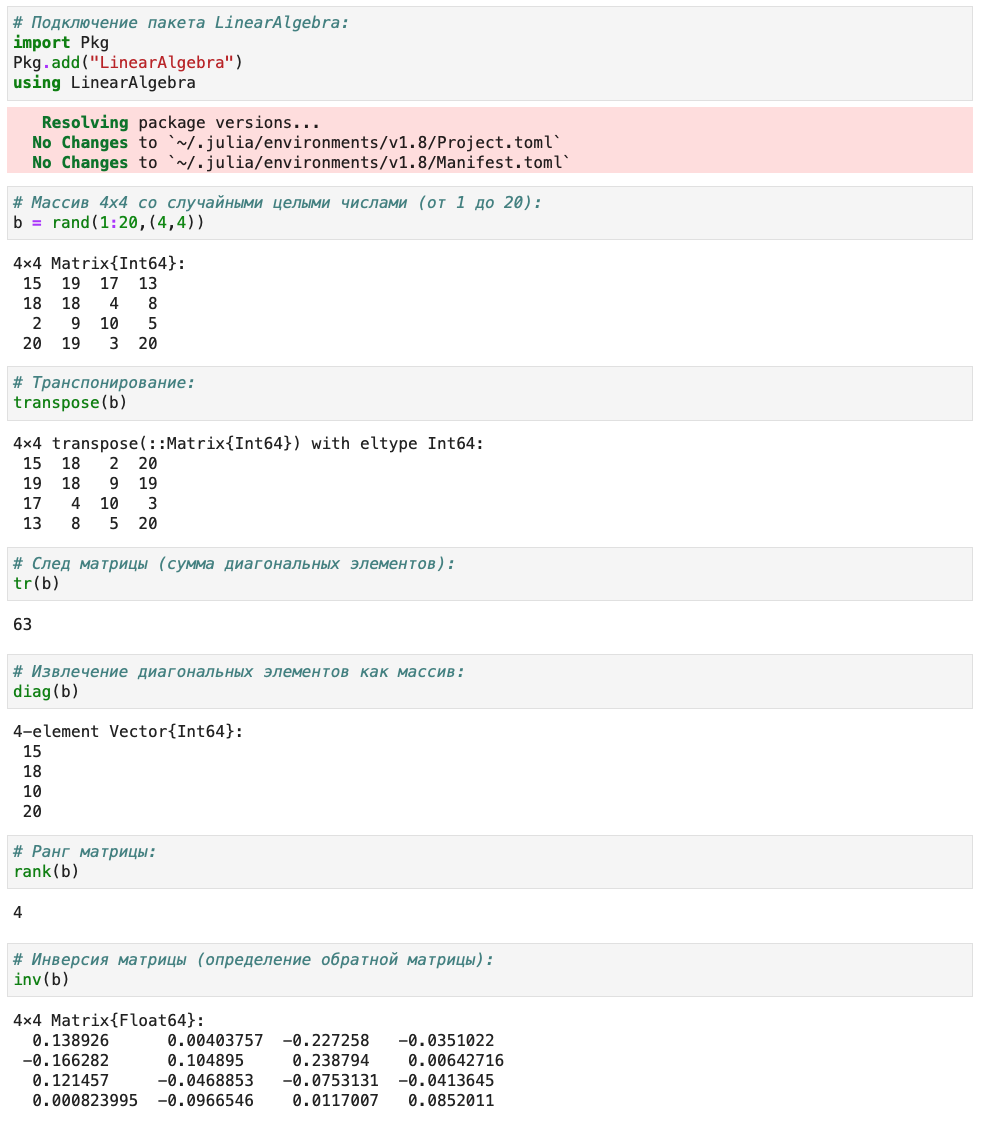 # Подключение пакета LinearAlgebra:
import Pkg
Pkg.add("LinearAlgebra")
using LinearAlgebra
Resolving package versions...
No Changes to `~/.julia/environments/v1.8/Project.toml`
No Changes to `~/.julia/environments/v1.8/Manifest.toml`
# Массив 4x4 со случайными целыми числами (от 1 до 20):
b = rand(1:20,(4,4))
4×4 Matrix{Int64}:
15 19 17 13
18 18 4 8
2 9 10 5
20 19 3 20
# Транспонирование:
transpose(b)
4×4 transpose(::Matrix{Int64}) with eltype Int64:
15 18 2 20
19 18 9 19
17 4 10 3
13 8 5 20
# След матрицы (сумма диагональных элементов):
tr(b)
63
# Извлечение диагональных элементов как массив:
diag(b)
4-element Vector{Int64}:
15
18
10
20
# Ранг матрицы:
rank(b)
4
# Инверсия матрицы (определение обратной матрицы):
inv(b)
4×4 Matrix{Float64}:
0.138926 0.00403757 -0.227258 -0.0351022
-0.166282 0.104895 0.238794 0.00642716
0.121457 -0.0468853 -0.0753131 -0.0413645
0.000823995 -0.0966546 0.0117007 0.0852011